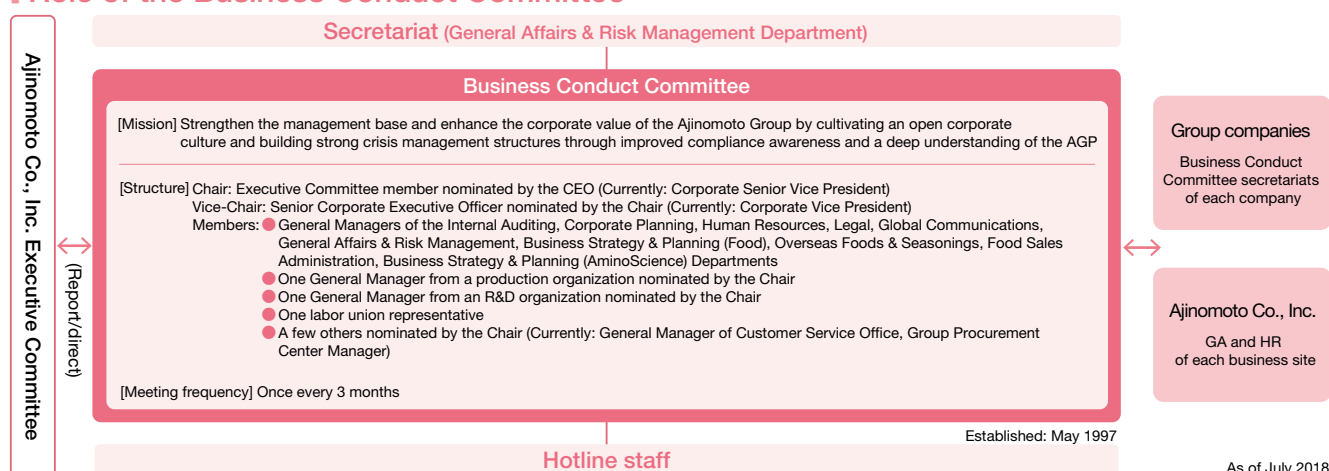 Role of the Business Conduct Committee
Secretariat (General Affairs & Risk Management Department)
Ajinomoto Co., Inc. Executive Committee
(Report/direct)
Business Conduct Committee
[Mission] Strengthen the management base and enhance the corporate value of the Ajinomoto Group by cultivating an open corporate
culture and building strong crisis management structures through improved compliance awareness and a deep understanding of the AGP
[Structure] Chair: Executive Committee member nominated by the CEO (Currently: Corporate Senior Vice President)
Vice-Chair: Senior Corporate Executive Officer nominated by the Chair (Currently: Corporate Vice President)
Members: ● General Managers of the Internal Auditing, Corporate Planning, Human Resources, Legal, Global Communications,
General Affairs & Risk Management, Business Strategy & Planning (Food), Overseas Foods & Seasonings, Food Sales
Administration, Business Strategy & Planning (AminoScience) Departments
● One General Manager from a production organization nominated by the Chair
● One General Manager from an R&D organization nominated by the Chair
● One labor union representative
● A few others nominated by the Chair (Currently: General Manager of Customer Service Office, Group Procurement
Center Manager)
[Meeting frequency] Once every 3 months
Established: May 1997
Hotline staff
Group companies
Business Conduct
Committee secretariats
of each company
Ajinomoto Co., Inc.
GA and HR
of each business site
As of July 2018